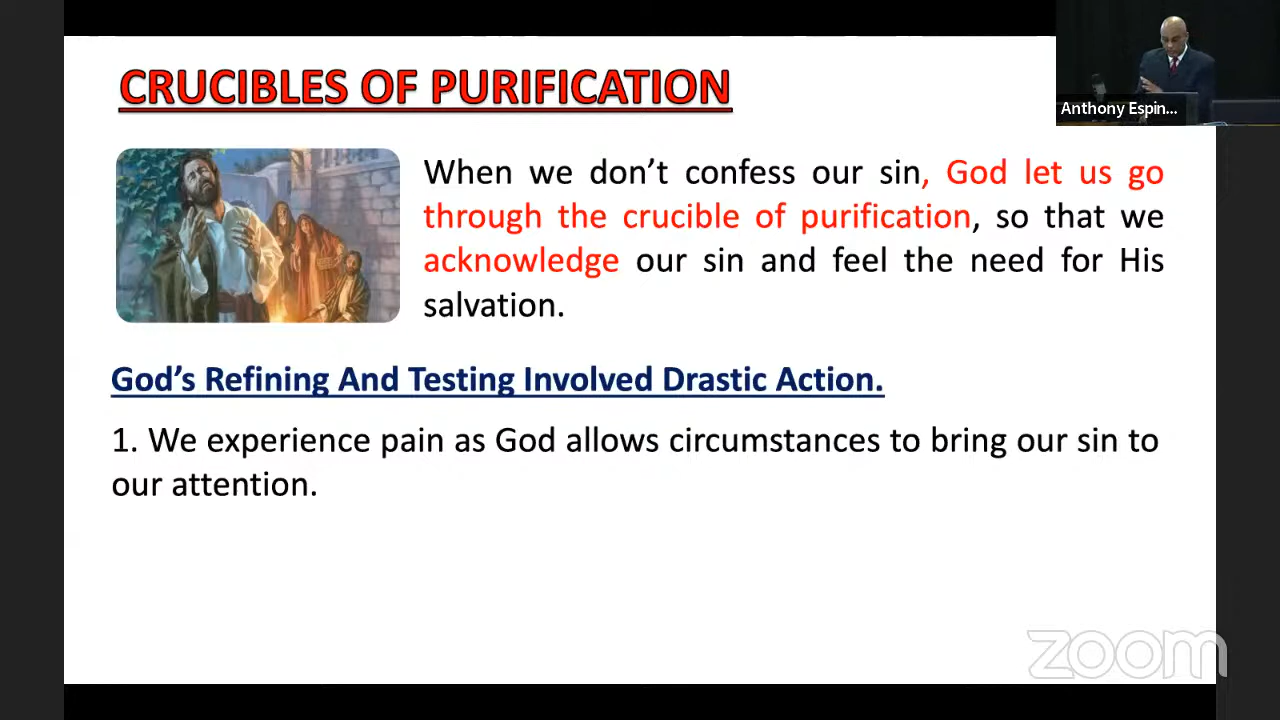 CRUCIBLES OF PURIFICATION
Anthony Espin...
When we don’t confess our sin, God let us go
through the crucible of purification, so that we
acknowledge our sin and feel the need for His
salvation.
God’s Refining And Testing Involved Drastic Action.
1. We experience pain as God allows circumstances to bring our sin to
our attention.
zoom